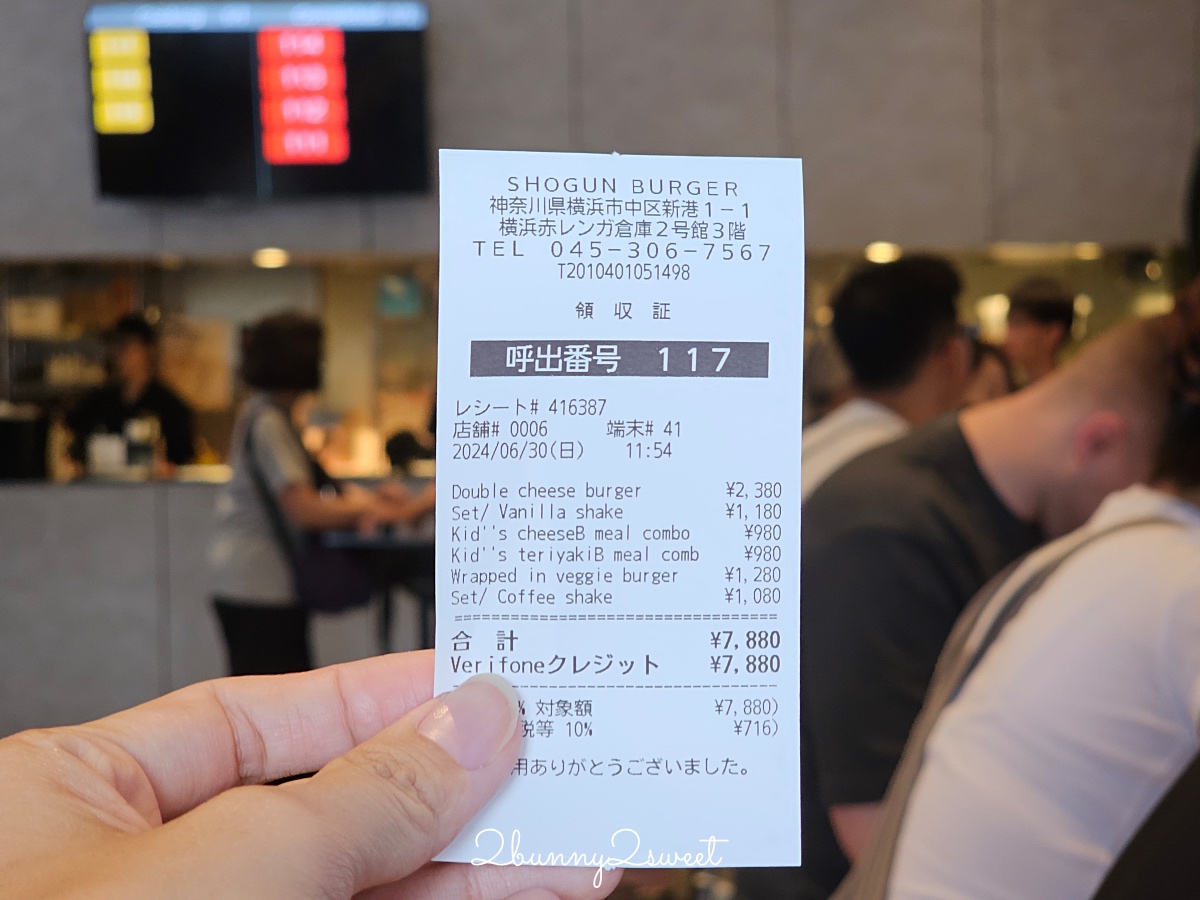 SHOGUN BURGER
神奈川県横浜市中区新港1-1
横浜赤レンガ倉庫2号館3階
TEL 045-306-7567
T2010401051498
領 収 証
呼出番号 117
レシート# 416387
店舗# 0006 端末# 41
2024/06/30(日) 11:54
Double cheese burger ¥2,380
Set/ Vanilla shake ¥1,180
Kid''s cheeseB meal combo ¥980
Kid''s teriyakiB meal comb ¥980
Wrapped in veggie burger ¥1,280
Set/ Coffee shake ¥1,080
合 計 ¥7,880
Verifoneクレジット ¥7,880
% 対象額 ¥7,880)
税等 10% ¥716)
用ありがとうございました。
2bunny2sweet